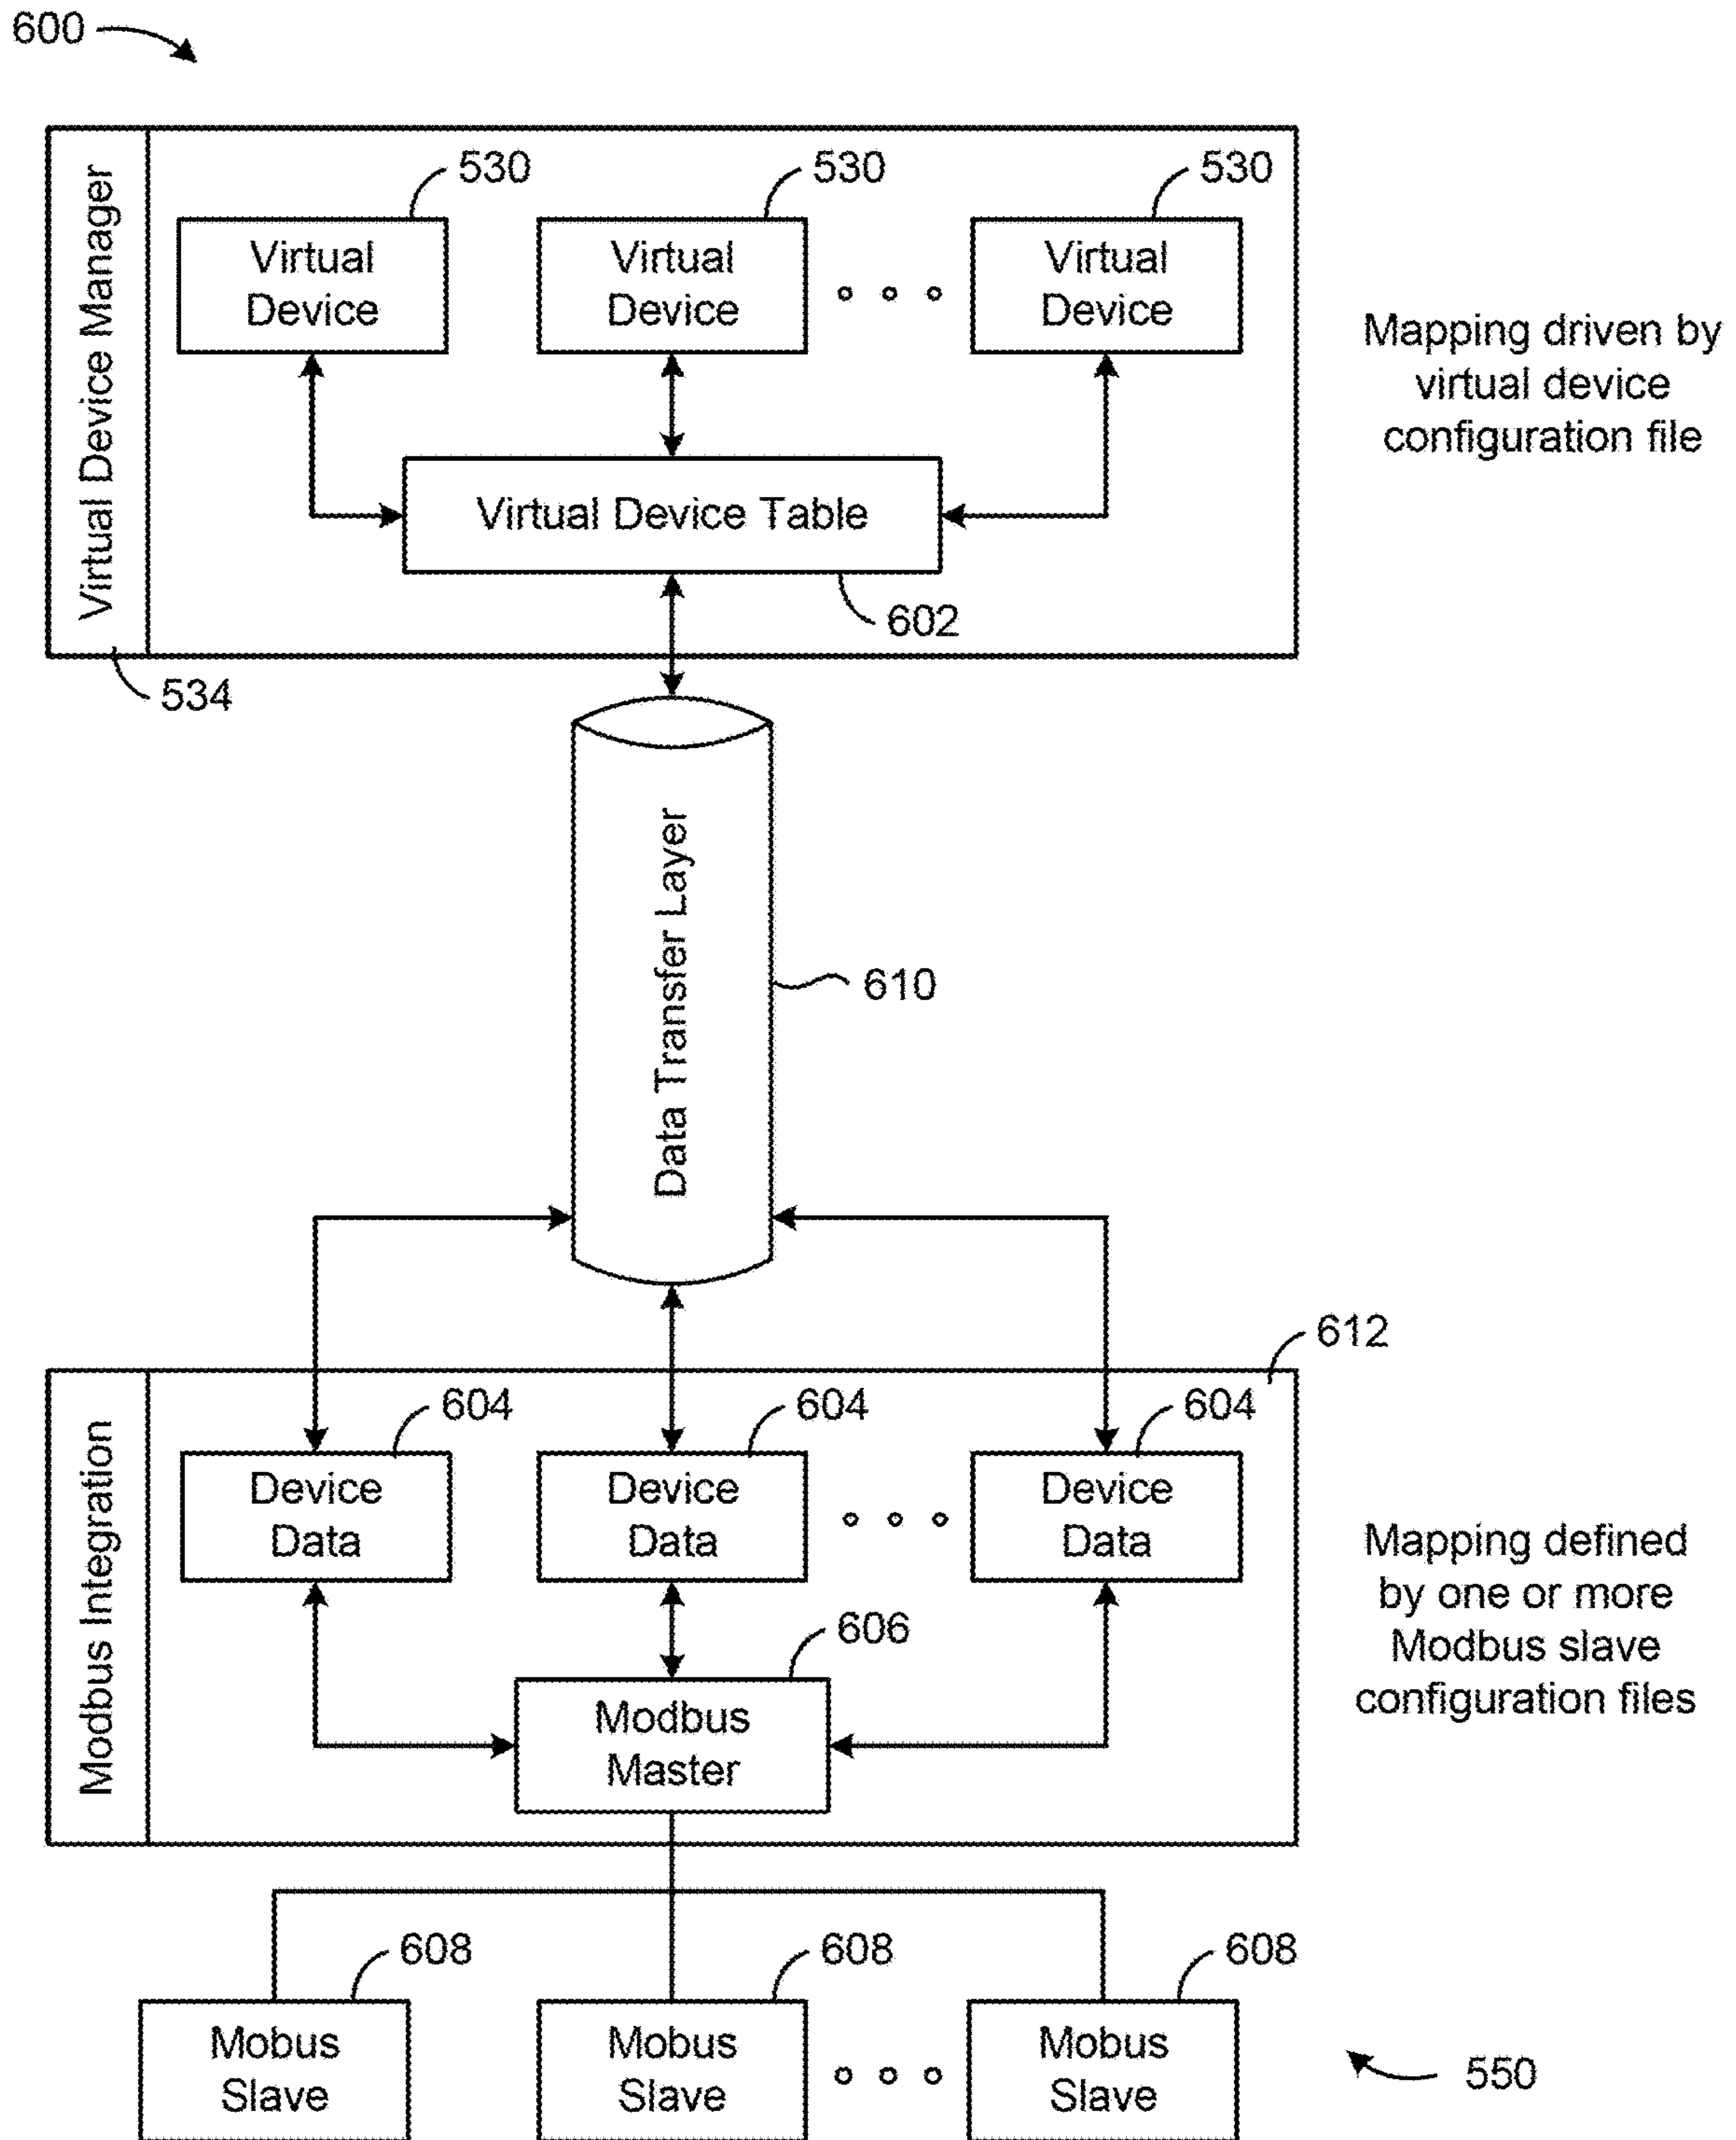 600
530
530
530
Virtual Device Manager
Virtual
Device
Virtual
Device
Virtual
Device
Mapping driven by
virtual device
configuration file
Virtual Device Table
602
534
Data Transfer Layer
610
612
Modbus Integration
604
604
604
Device
Data
Device
Data
Device
Data
Mapping defined
by one or more
Modbus slave
configuration files
606
Modbus
Master
608
608
608
Mobus
Slave
Mobus
Slave
Mobus
Slave
550